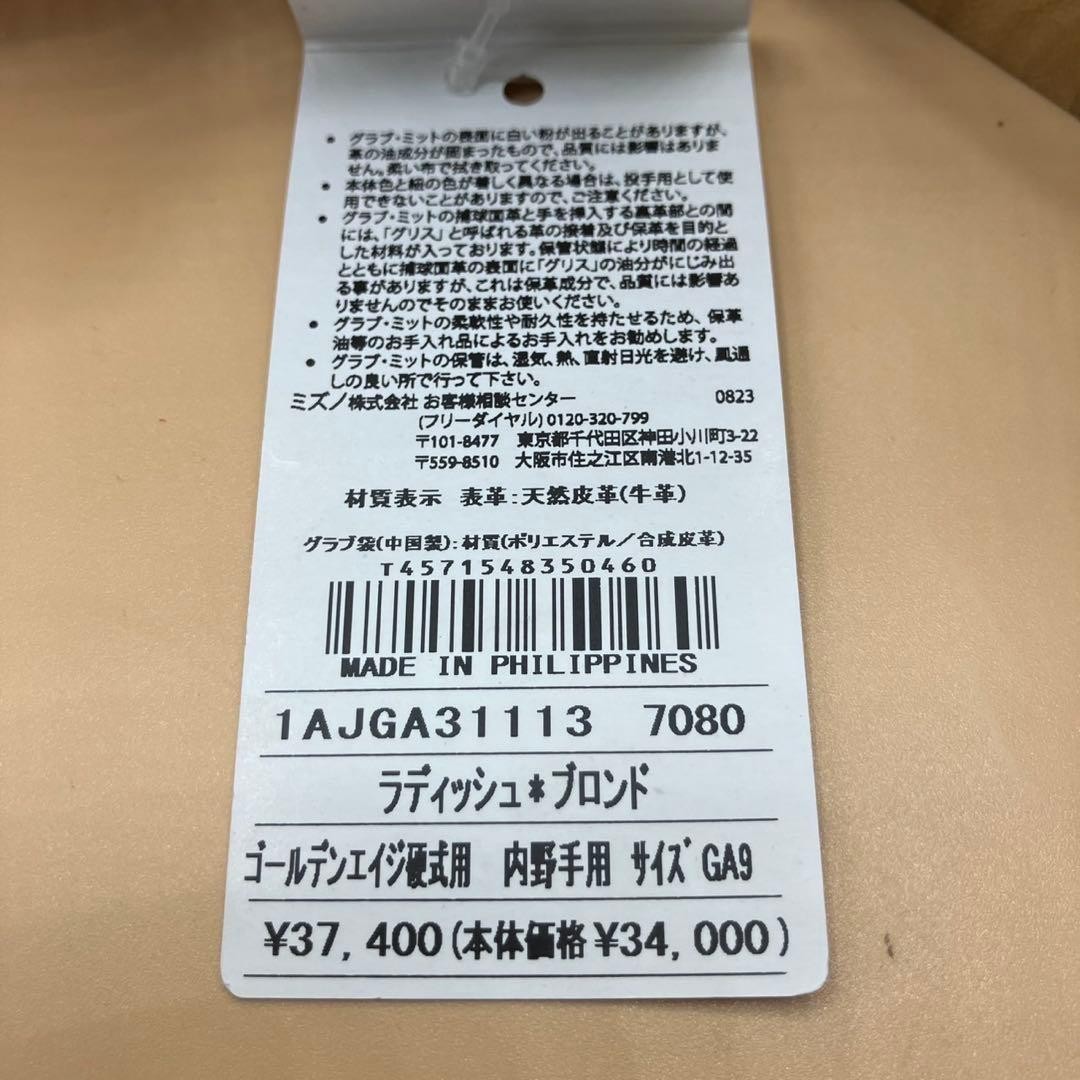 • グラブ・ミットの表面に白い粉が出ることがありますが、
革の油成分が固まったもので、品質には影響はありま
せん。柔い布で拭き取ってください。
• 本体色と紐の色が著しく異なる場合は、投手用として使
用できないことがありますので、ご注意ください。
• グラブ・ミットの捕球面革と手を挿入する裏革部との間
には、「グリス」と呼ばれる革の接着及び保革を目的と
した材料が入っております。保管状態により時間の経過
とともに捕球面革の表面に「グリス」の油分がにじみ出
る事がありますが、これは保革成分で、品質には影響あ
りませんのでそのままお使いください。
• グラブ・ミットの柔軟性や耐久性を持たせるため、保革
油等のお手入れ品によるお手入れをお勧めします。
• グラブ・ミットの保管は、湿気、熱、直射日光を避け、風通
しの良い所で行って下さい。
ミズノ株式会社 お客様相談センター 0823
(フリーダイヤル) 0120-320-799
〒101-8477 東京都千代田区神田小川町3-22
〒559-8510 大阪市住之江区南港北1-12-35
材質表示 表革:天然皮革(牛革)
グラブ袋(中国製):材質(ポリエステル/合成皮革)
T4571548350460
MADE IN PHILIPPINES
1AJGA31113 7080
ラディッシュ*ブロンド
ゴールデンエイジ硬式用 内野手用 サイズ GA9
¥37,400(本体価格¥34,000)